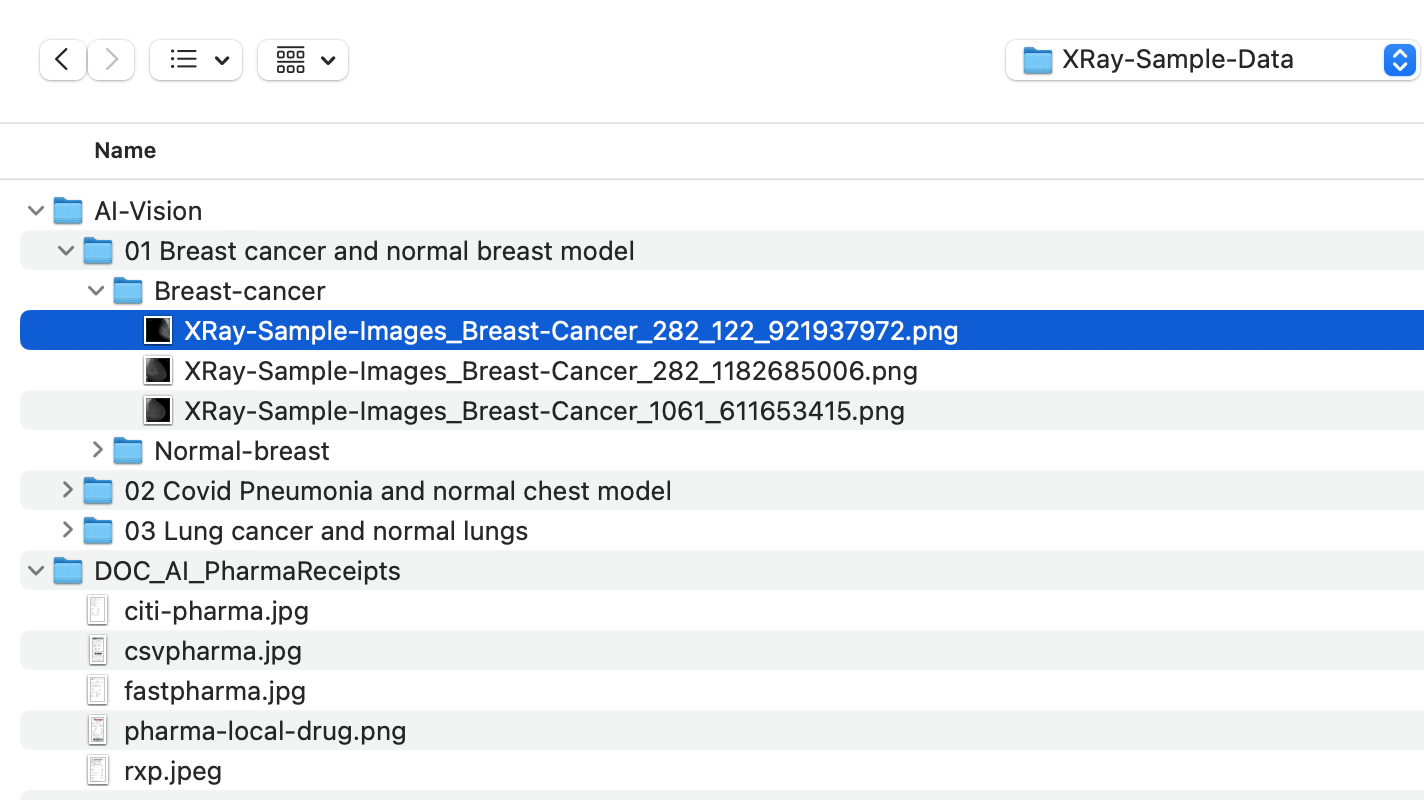 XRay-Sample-Data
Name
AI-Vision
01 Breast cancer and normal breast model
Breast-cancer
XRay-Sample-Images_Breast-Cancer_282_122_921937972.png
XRay-Sample-Images_Breast-Cancer_282_1182685006.png
XRay-Sample-Images_Breast-Cancer_1061_611653415.png
Normal-breast
02 Covid Pneumonia and normal chest model
03 Lung cancer and normal lungs
DOC_AI_PharmaReceipts
citi-pharma.jpg
csvpharma.jpg
fastpharma.jpg
pharma-local-drug.png
rxp.jpeg